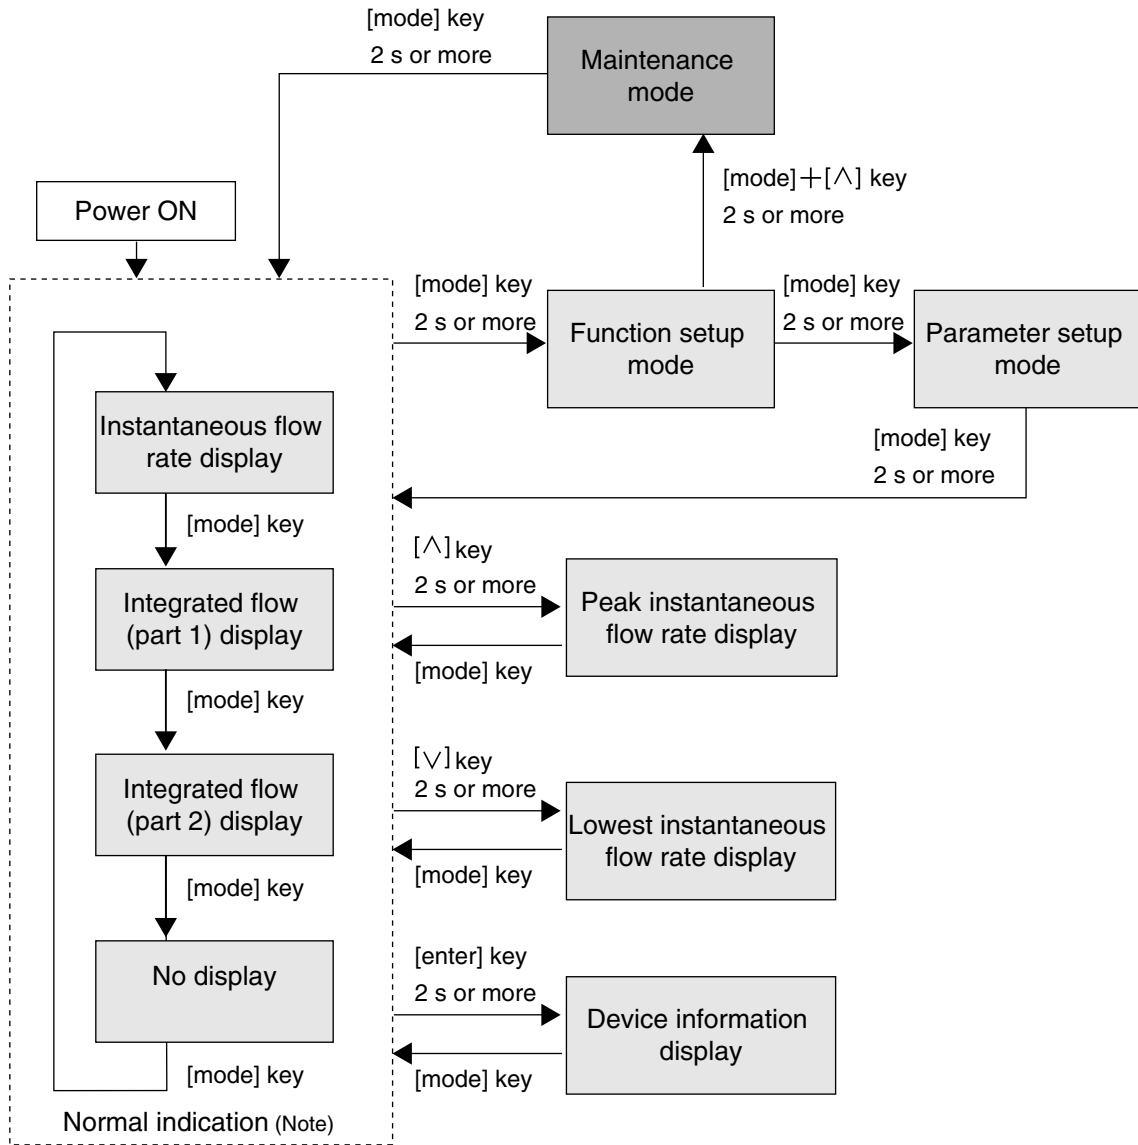 [mode] key
2 s or more
Maintenance
mode
[mode]+[∧] key
2 s or more
Power ON
[mode] key
2 s or more
Function setup
mode
[mode] key
2 s or more
Parameter setup
mode
[mode] key
2 s or more
Instantaneous flow
rate display
[mode] key
[∧] key
2 s or more
Integrated flow
(part 1) display
Peak instantaneous
flow rate display
[mode] key
[mode] key
[∨] key
2 s or more
Integrated flow
(part 2) display
Lowest instantaneous
flow rate display
[mode] key
[mode] key
[enter] key
2 s or more
No display
Device information
display
[mode] key
[mode] key
Normal indication (Note)